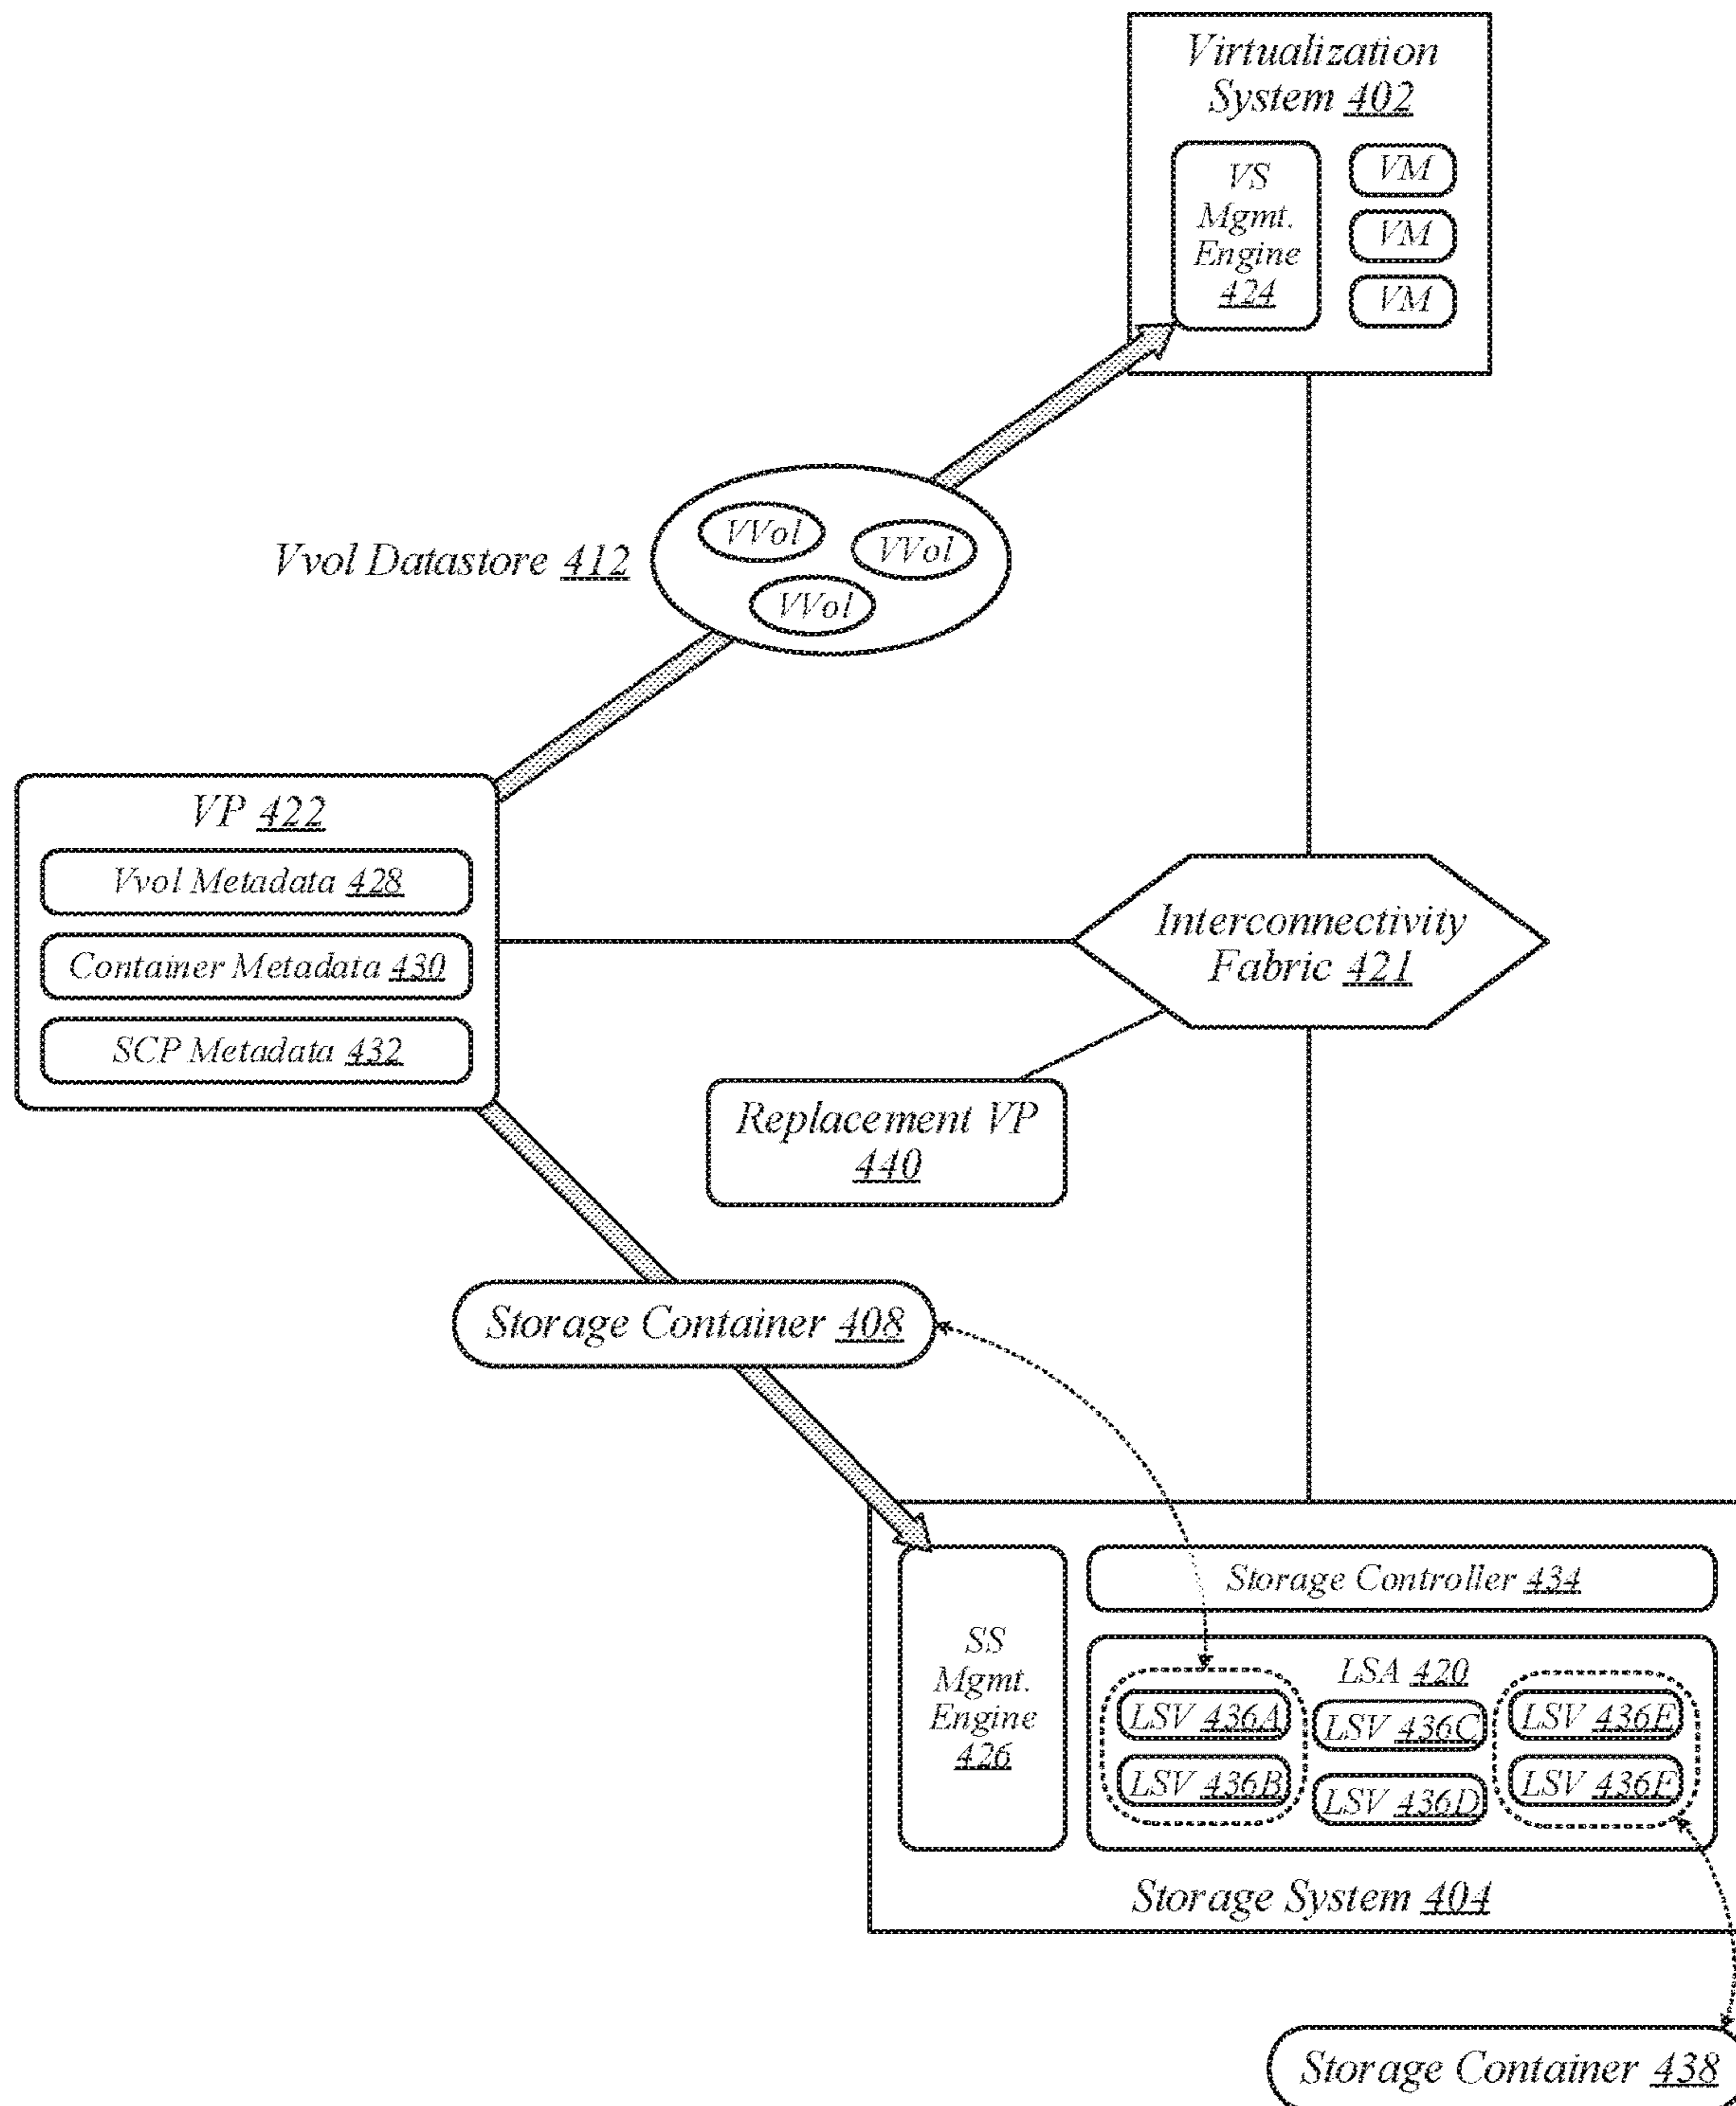 Virtualization
System 402
VS
Mgmt.
Engine
424
VM
VM
VM
VVol
VVol
VVol
Vvol Datastore 412
VP 422
Vvol Metadata 428
Container Metadata 430
SCP Metadata 432
Interconnectivity
Fabric 421
Replacement VP
440
Storage Container 408
SS
Mgmt.
Engine
426
Storage Controller 434
LSA 420
LSV 436A
LSV 436B
LSV 436C
LSV 436D
LSV 436E
LSV 436F
Storage System 404
Storage Container 438